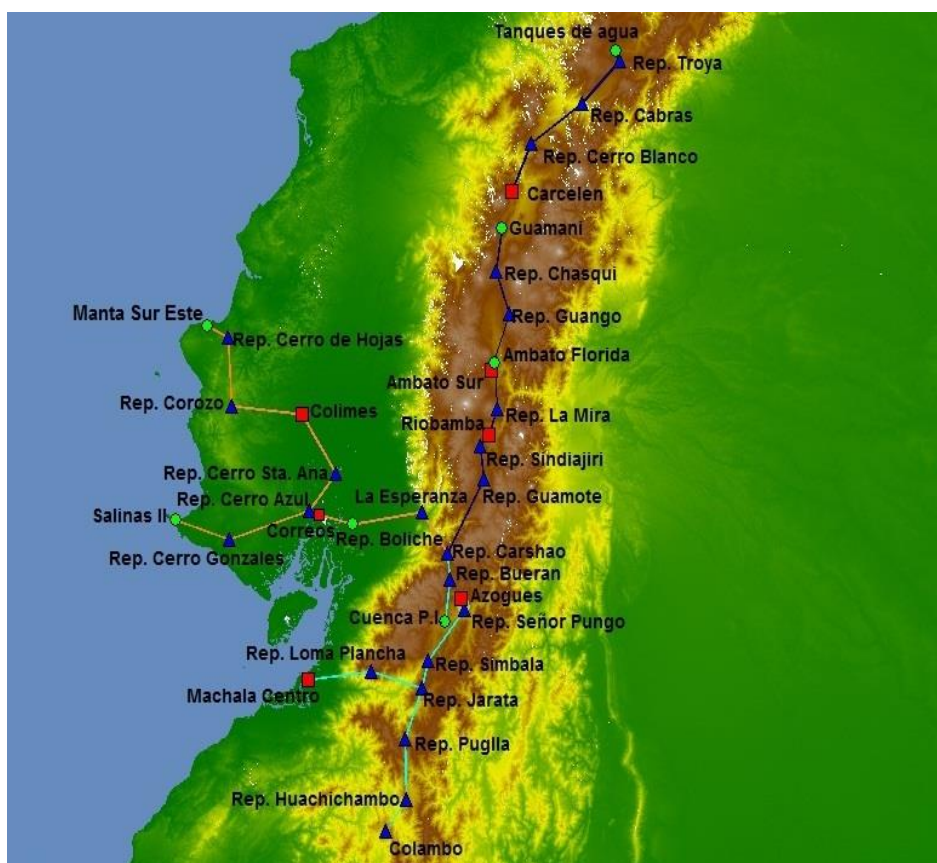 Tanques de agua
Rep. Troya
Rep. Cabras
Rep. Cerro Blanco
Carcelen
Guamani
Rep. Chasqui
Manta Sur Este
Rep. Guango
Rep. Cerro de Hojas
Ambato Florida
Ambato Sur
Rep. Corozo
Colimes
Rep. La Mira
Riobamba
Rep. Sindiajiri
Rep. Cerro Sta. Ana
Rep. Guamote
La Esperanza
Rep. Cerro Azul
Salinas II
Correos
Rep. Boliche
Rep. Cerro Gonzales
Rep. Carshao
Rep. Bueran
Azogues
Cuenca P.I.
Rep. Señor Pungo
Rep. Loma Plancha
Rep. Simbala
Machala Centro
Rep. Jarata
Rep. Puglla
Rep. Huachichambo
Colambo